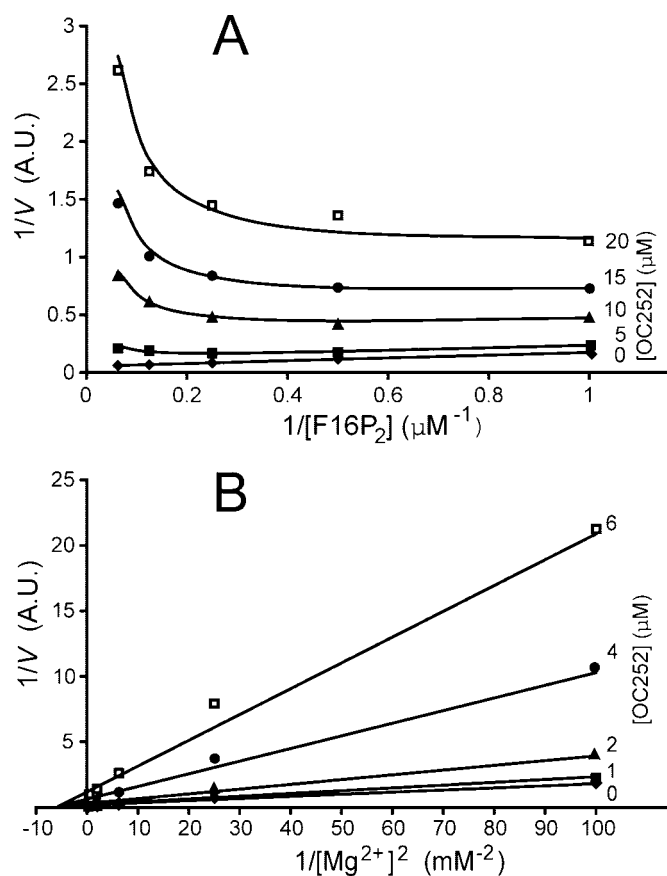 A
3
2.5
2
1.5
1
0.5
0
1/V (A.U.)
20
15
10
5
0
[OC252] (μM)
0 0.2 0.4 0.6 0.8 1
1/[F16P₂] (μM⁻¹)
B
25
20
15
10
5
1/V (A.U.)
6
4
2
1
0
[OC252] (μM)
-10 0 10 20 30 40 50 60 70 80 90 100
1/[Mg²⁺]² (mM⁻²)